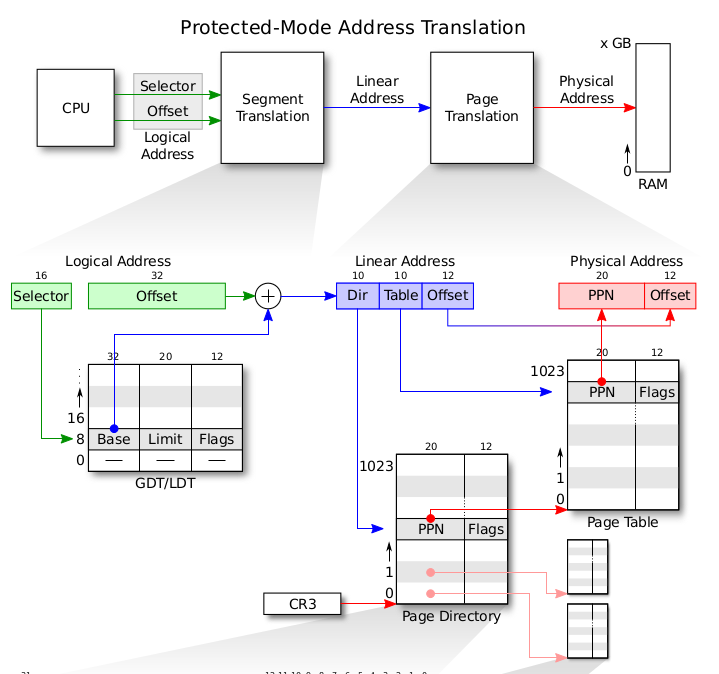 Protected-Mode Address Translation
CPU
Selector
Offset
Logical
Address
Segment
Translation
Linear
Address
Page
Translation
Physical
Address
x GB
0
RAM
Logical Address
16 32
Selector Offset
Linear Address
10 10 12
Dir Table Offset
Physical Address
20 12
PPN Offset
32 20 12
16
8 Base Limit Flags
0
GDT/LDT
20 12
1023
PPN Flags
1
0
Page Table
20 12
1023
PPN Flags
1
0
CR3
Page Directory